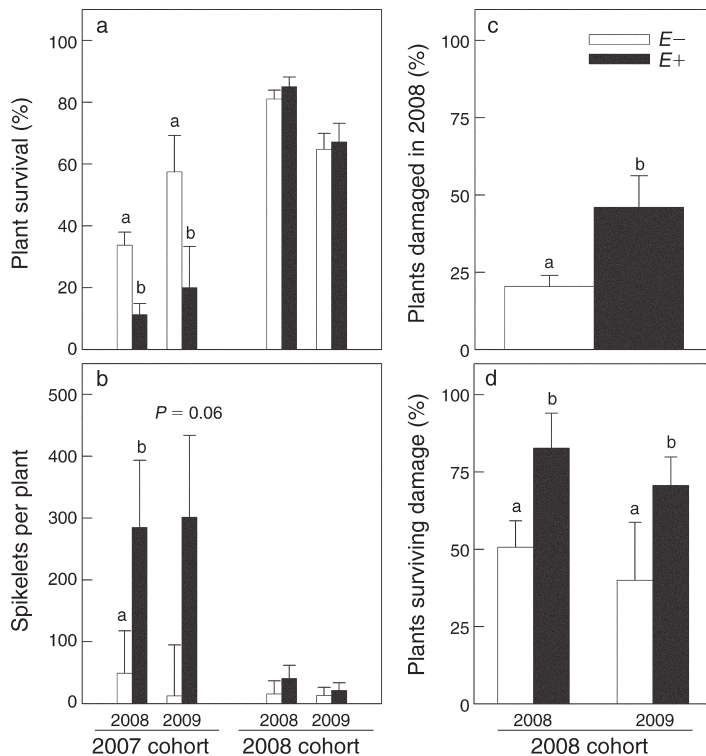 a
100
80
60
40
20
0
Plant survival (%)
a
b
a
b
b
500
400
300
200
100
0
Spikelets per plant
a
b
P = 0.06
2008
2009
2008
2009
2007 cohort
2008 cohort
c
E−
E+
100
75
50
25
0
Plants damaged in 2008 (%)
a
b
d
100
75
50
25
0
Plants surviving damage (%)
a
b
a
b
2008
2009
2008 cohort